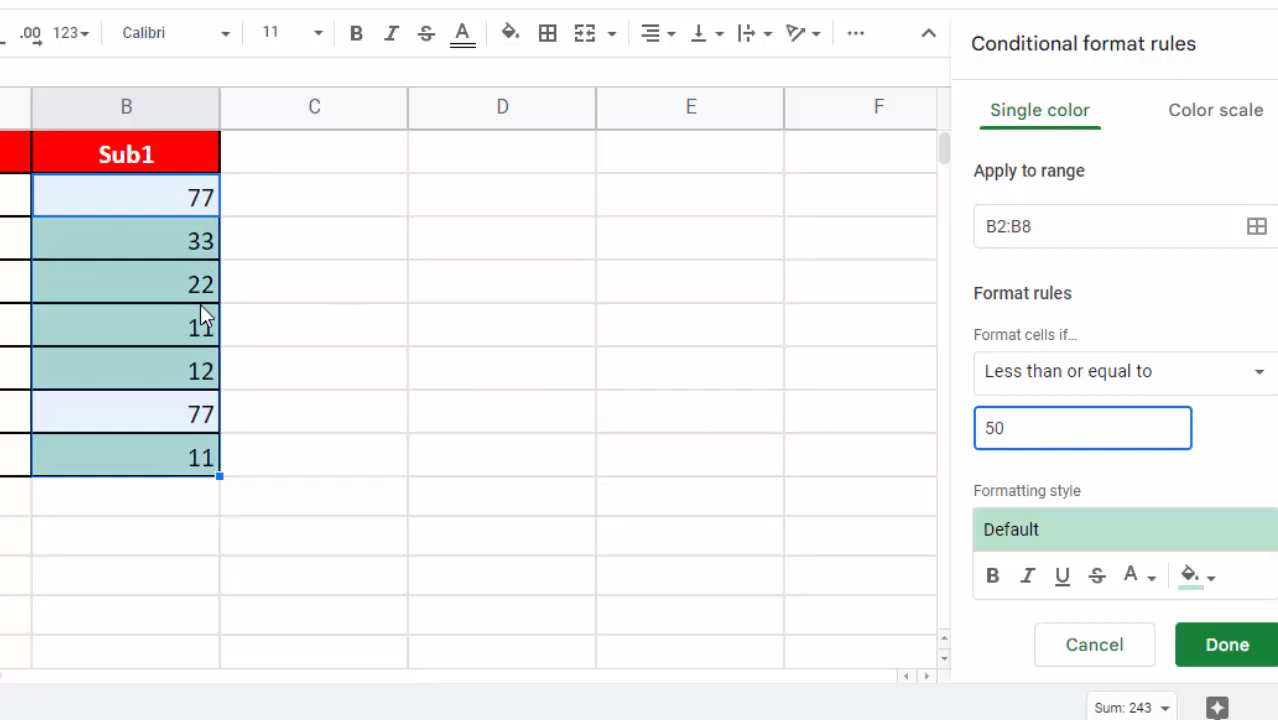 .00 123 Calibri 11 B I S A
Conditional format rules
Single color Color scale
B C D E F
Sub1
77
33
22
11
12
77
11
Apply to range
B2:B8
Format rules
Format cells if…
Less than or equal to
50
Formatting style
Default
B I U S A
Cancel Done
Sum: 243